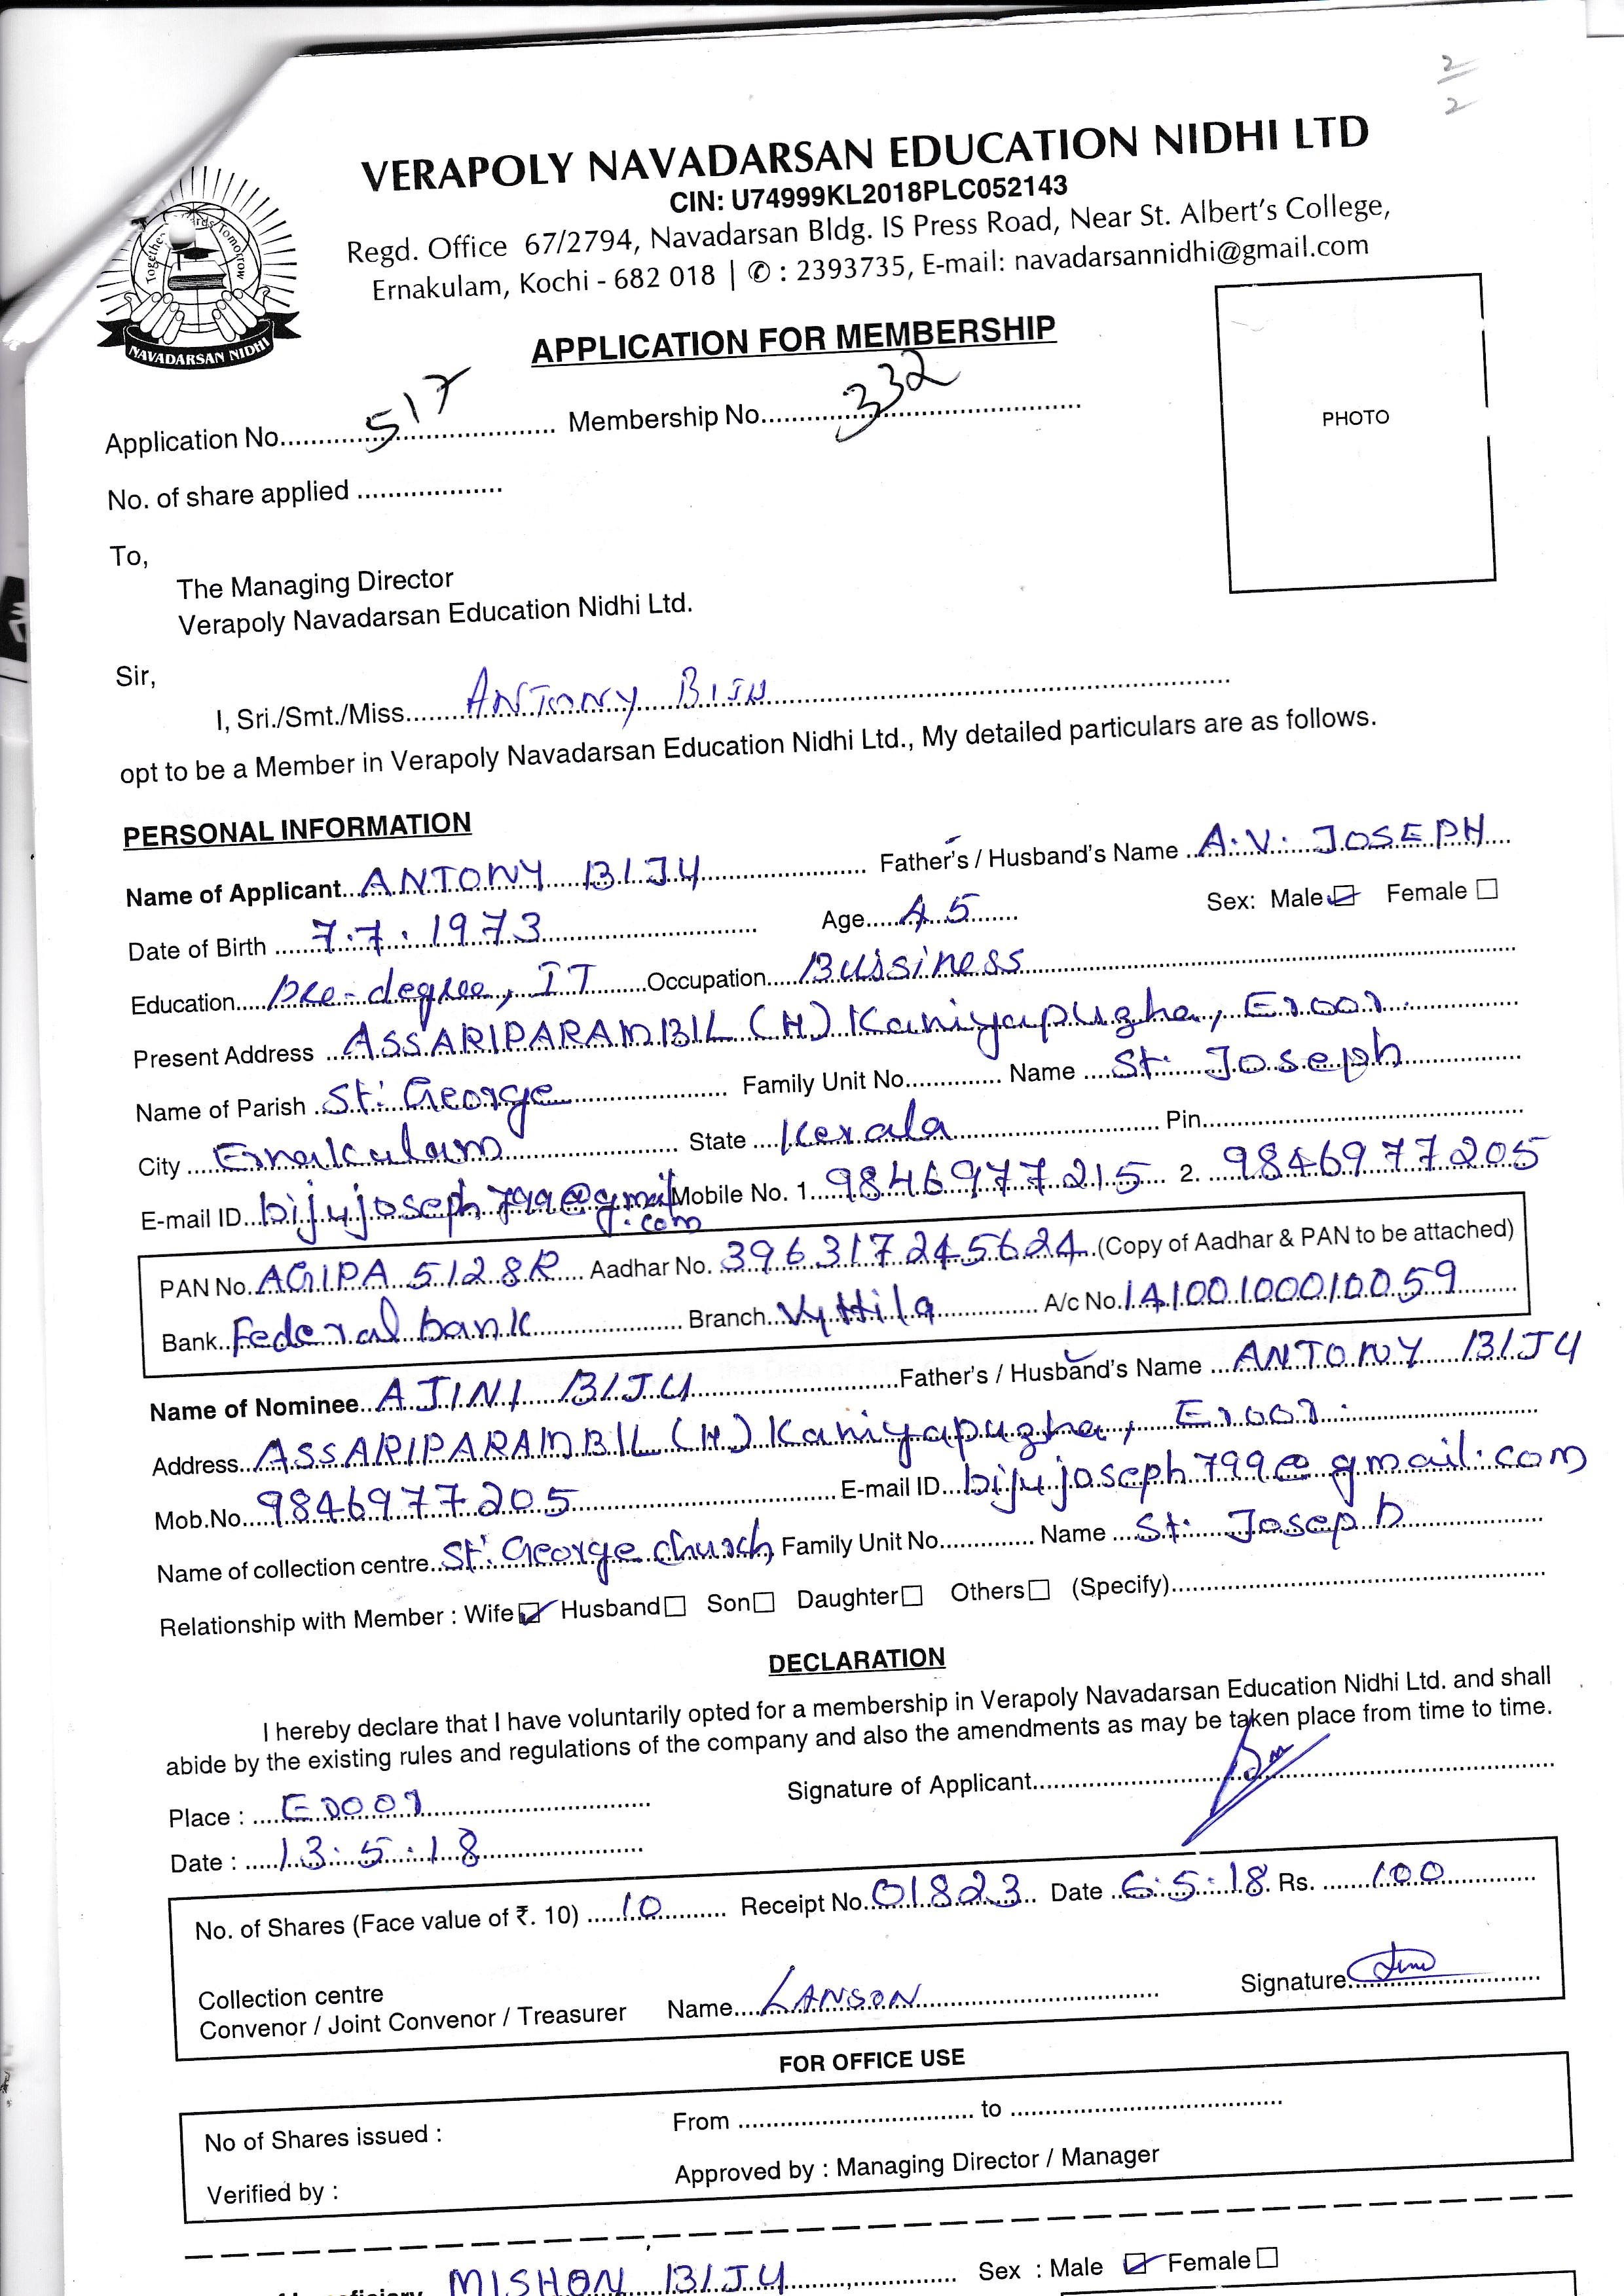 2/2
VERAPOLY NAVADARSAN EDUCATION NIDHI LTD
CIN: U74999KL2018PLC052143
Regd. Office 67/2794, Navadarsan Bldg. IS Press Road, Near St. Albert's College,
Ernakulam, Kochi - 682 018 | ✆ : 2393735, E-mail: navadarsannidhi@gmail.com
NAVADARSAN NIDHI
APPLICATION FOR MEMBERSHIP
PHOTO
Application No. 517 Membership No. 332
No. of share applied
To,
The Managing Director
Verapoly Navadarsan Education Nidhi Ltd.
Sir,
I, Sri./Smt./Miss. ANTONY BIJU
opt to be a Member in Verapoly Navadarsan Education Nidhi Ltd., My detailed particulars are as follows.
PERSONAL INFORMATION
Name of Applicant. ANTONY BIJU Father's / Husband's Name A.V. JOSEPH
Date of Birth 7.7.1973 Age. 45 Sex: Male ☑ Female ☐
Education. Pre-degree, IT Occupation. Bussiness
Present Address ASSARIPARAMBIL (H) Kaniyapuzha, Eroor.
Name of Parish St: George Family Unit No. Name St: Joseph
City Ernakulam State Kerala Pin.
E-mail ID. bijujoseph799@gmail.com Mobile No. 1. 9846977215 2. 9846977205
PAN No. AGIPA 5128R Aadhar No. 396317245624 (Copy of Aadhar & PAN to be attached)
Bank. Federal bank Branch. Vyttila A/c No. 14100100010059
Name of Nominee. AJINI BIJU Father's / Husband's Name ANTONY BIJU
Address. ASSARIPARAMBIL (H) Kaniyapuzha, Eroor.
Mob.No. 9846977205 E-mail ID. bijujoseph799@gmail.com
Name of collection centre. St: George church, Family Unit No. Name St: Joseph
Relationship with Member : Wife ☑ Husband ☐ Son ☐ Daughter ☐ Others ☐ (Specify)
DECLARATION
I hereby declare that I have voluntarily opted for a membership in Verapoly Navadarsan Education Nidhi Ltd. and shall
abide by the existing rules and regulations of the company and also the amendments as may be taken place from time to time.
Signature of Applicant
Place : Eroor
Date : 13.5.18
No. of Shares (Face value of ₹. 10) 10 Receipt No. 01823 Date 6.5.18. Rs. 100
Collection centre
Convenor / Joint Convenor / Treasurer Name. LANSON Signature
FOR OFFICE USE
No of Shares issued : From to
Verified by : Approved by : Managing Director / Manager
MISHON BIJU Sex : Male ☑ Female ☐